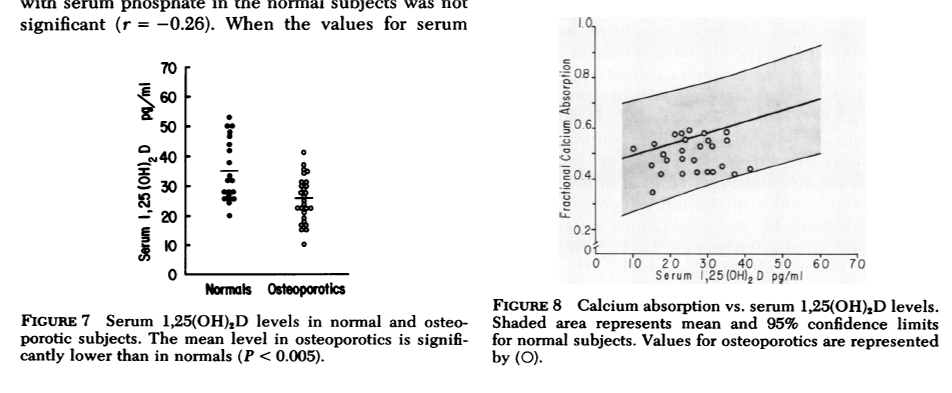 with serum phosphate in the normal subjects was not
significant (r = −0.26). When the values for serum
70
60
50
40
30
20
10
0
Serum 1,25(OH)₂D pg/ml
Normals Osteoporotics
FIGURE 7 Serum 1,25(OH)₂D levels in normal and osteo-
porotic subjects. The mean level in osteoporotics is signifi-
cantly lower than in normals (P < 0.005).
1.0
0.8
0.6
0.4
0.2
0
Fractional Calcium Absorption
0 10 20 30 40 50 60 70
Serum 1,25(OH)₂ D pg/ml
FIGURE 8 Calcium absorption vs. serum 1,25(OH)₂D levels.
Shaded area represents mean and 95% confidence limits
for normal subjects. Values for osteoporotics are represented
by (○).